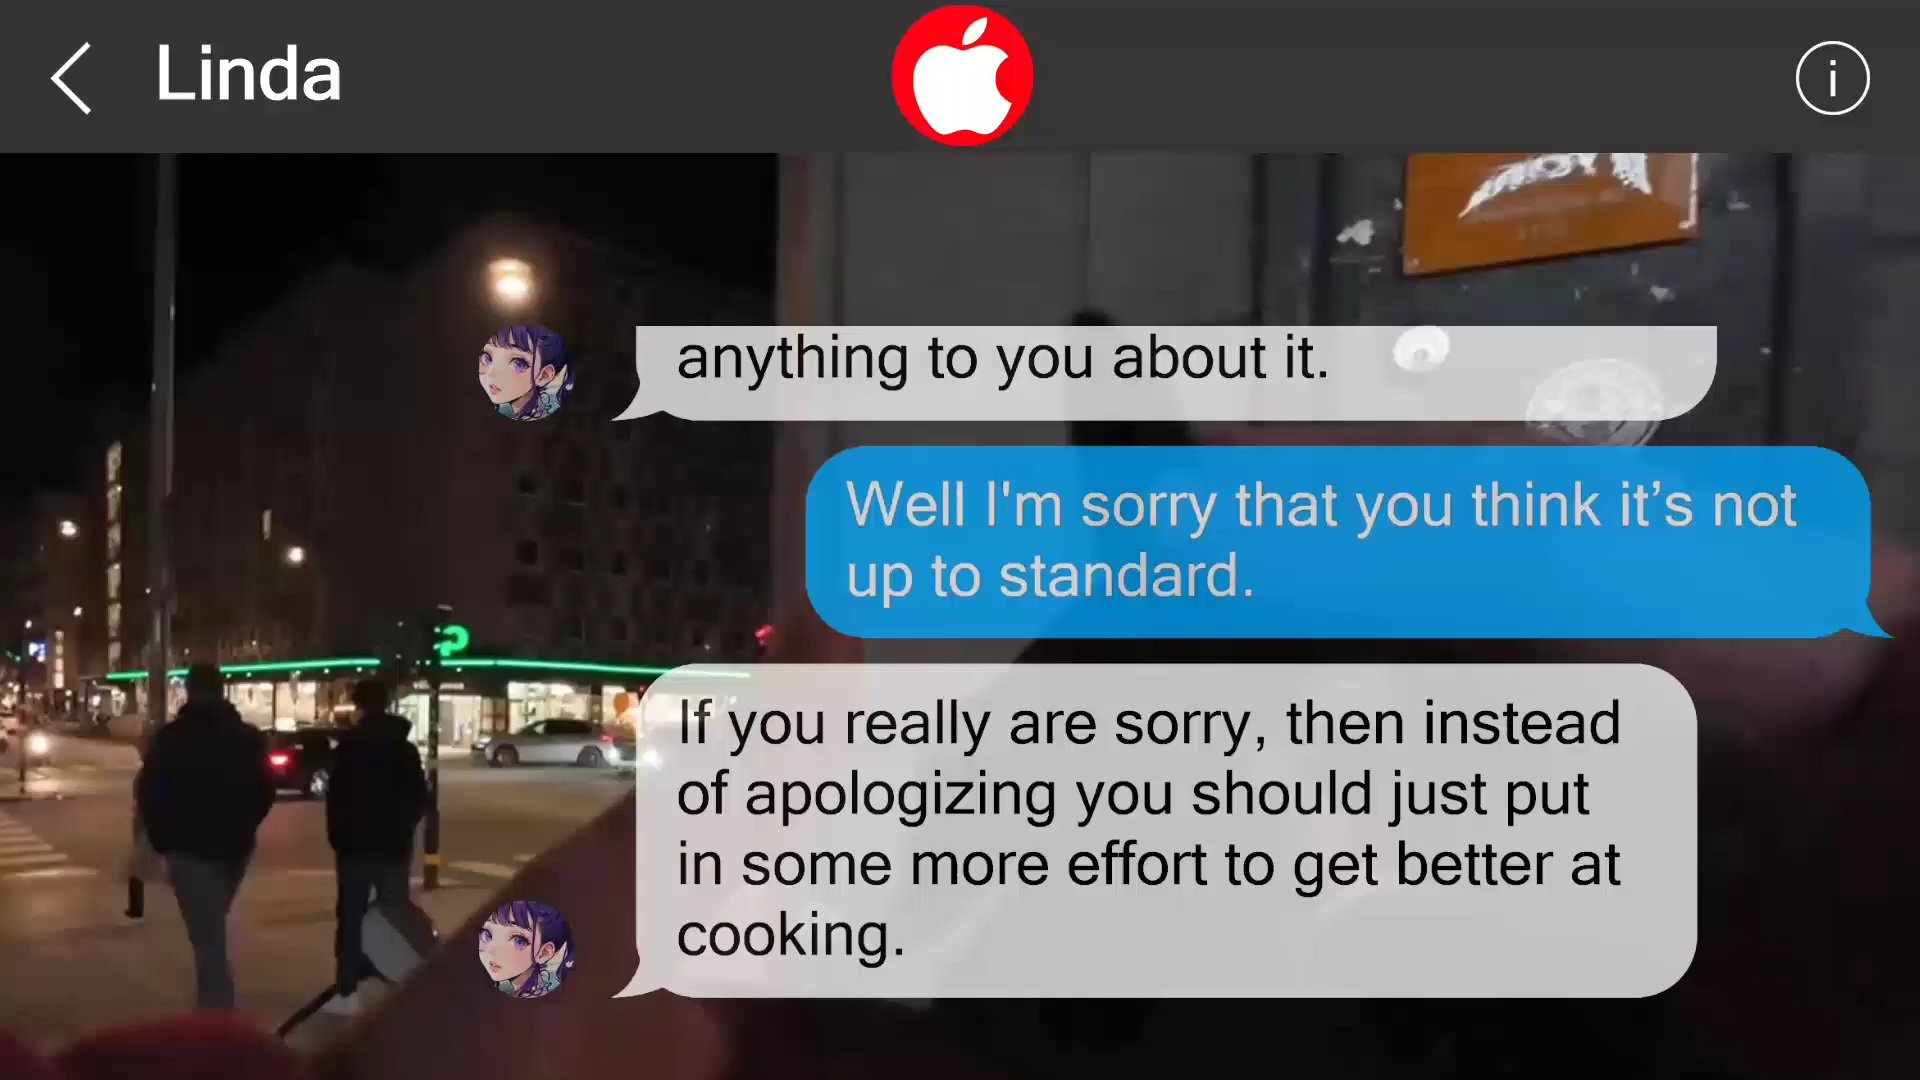 Linda
anything to you about it.
Well I'm sorry that you think it’s not
up to standard.
If you really are sorry, then instead
of apologizing you should just put
in some more effort to get better at
cooking.